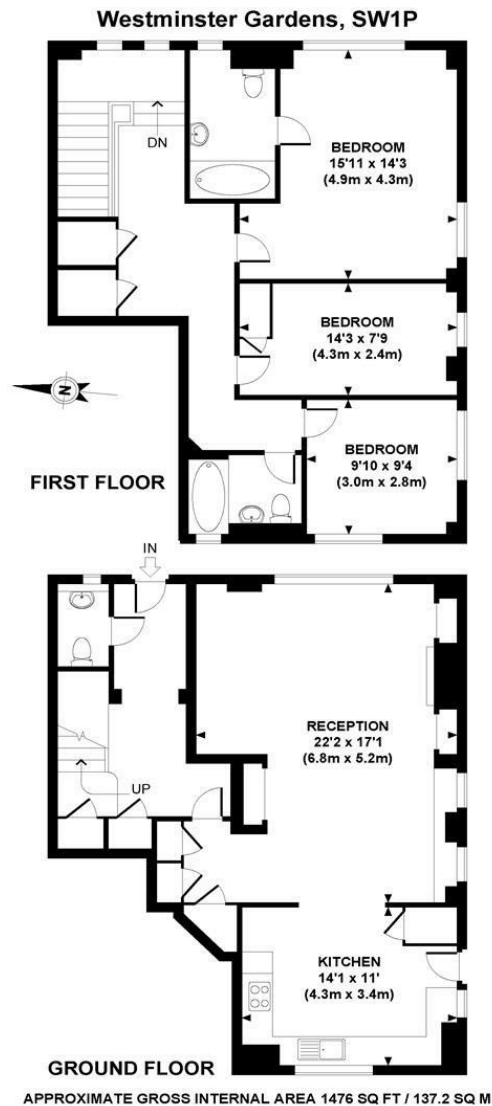 Westminster Gardens, SW1P
DN
BEDROOM
15'11 x 14'3
(4.9m x 4.3m)
BEDROOM
14'3 x 7'9
(4.3m x 2.4m)
N
BEDROOM
9'10 x 9'4
(3.0m x 2.8m)
FIRST FLOOR
IN
RECEPTION
22'2 x 17'1
(6.8m x 5.2m)
UP
KITCHEN
14'1 x 11'
(4.3m x 3.4m)
GROUND FLOOR
APPROXIMATE GROSS INTERNAL AREA 1476 SQ FT / 137.2 SQ M